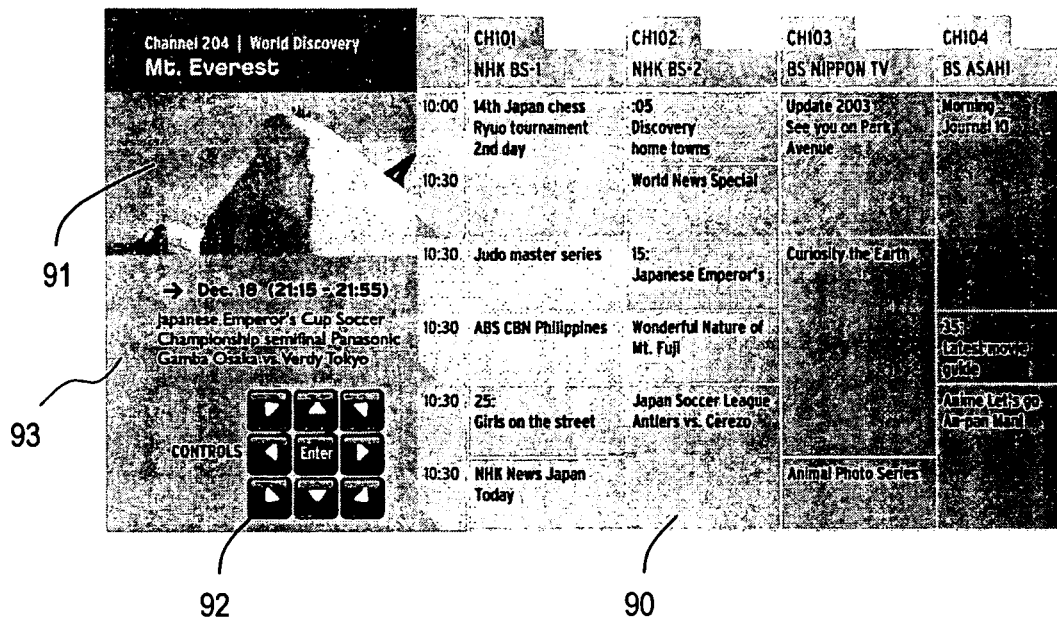 Channel 204 | World Discovery
Mt. Everest
91
→ Dec. 18 (21:15 - 21:55)
Japanese Emperor's Cup Soccer
Championship semifinal Panasonic
Gamba Osaka vs. Verdy Tokyo
93
CONTROLS
Enter
92
CH101
NHK BS-1
CH102
NHK BS-2
CH103
BS NIPPON TV
CH104
BS ASAHI
10:00
14th Japan chess
Ryuo tournament
2nd day
:05
Discovery
home towns
Update 2003
See you on Park
Avenue
Morning
Journal 10
10:30
World News Special
10:30
Judo master series
15:
Japanese Emperor's
Curiosity the Earth
10:30
ABS CBN Philippines
Wonderful Nature of
Mt. Fuji
35:
Latest movie
guide
10:30
25:
Girls on the street
Japan Soccer League
Antlers vs. Cerezo
Anime Let's go
An-pan Man!
10:30
NHK News Japan
Today
Animal Photo Series
90